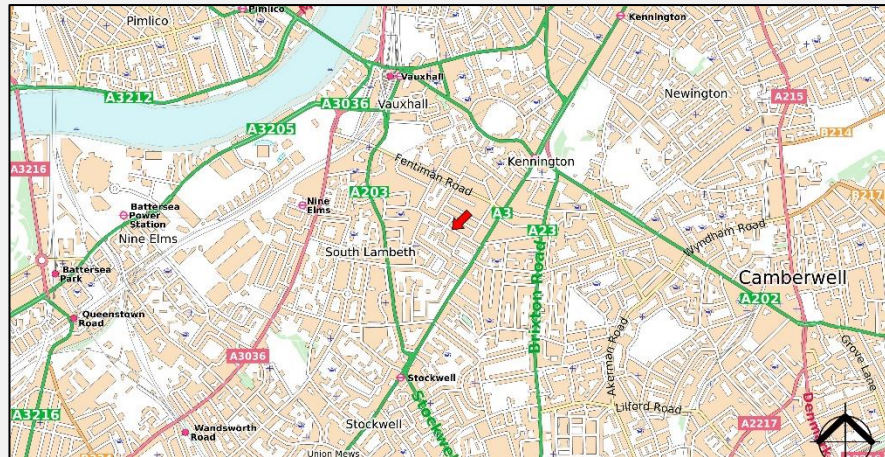 Pimlico
Pimlico
Kennington
A3212
A3036
Vauxhall
Vauxhall
Newington
A215
B214
A3205
A3216
Fentiman Road
Kennington
A203
B217
Battersea
Power
Station
Nine
Elms
A3
A23
Wyndham Road
Nine Elms
South Lambeth
Battersea
Park
Camberwell
A202
Queenstown
Road
Brixton Road
Akerman Road
Grove Lane
A3036
Stockwell
A3216
Lilford Road
A2217
Wandsworth
Road
Stockwell
Union Mews